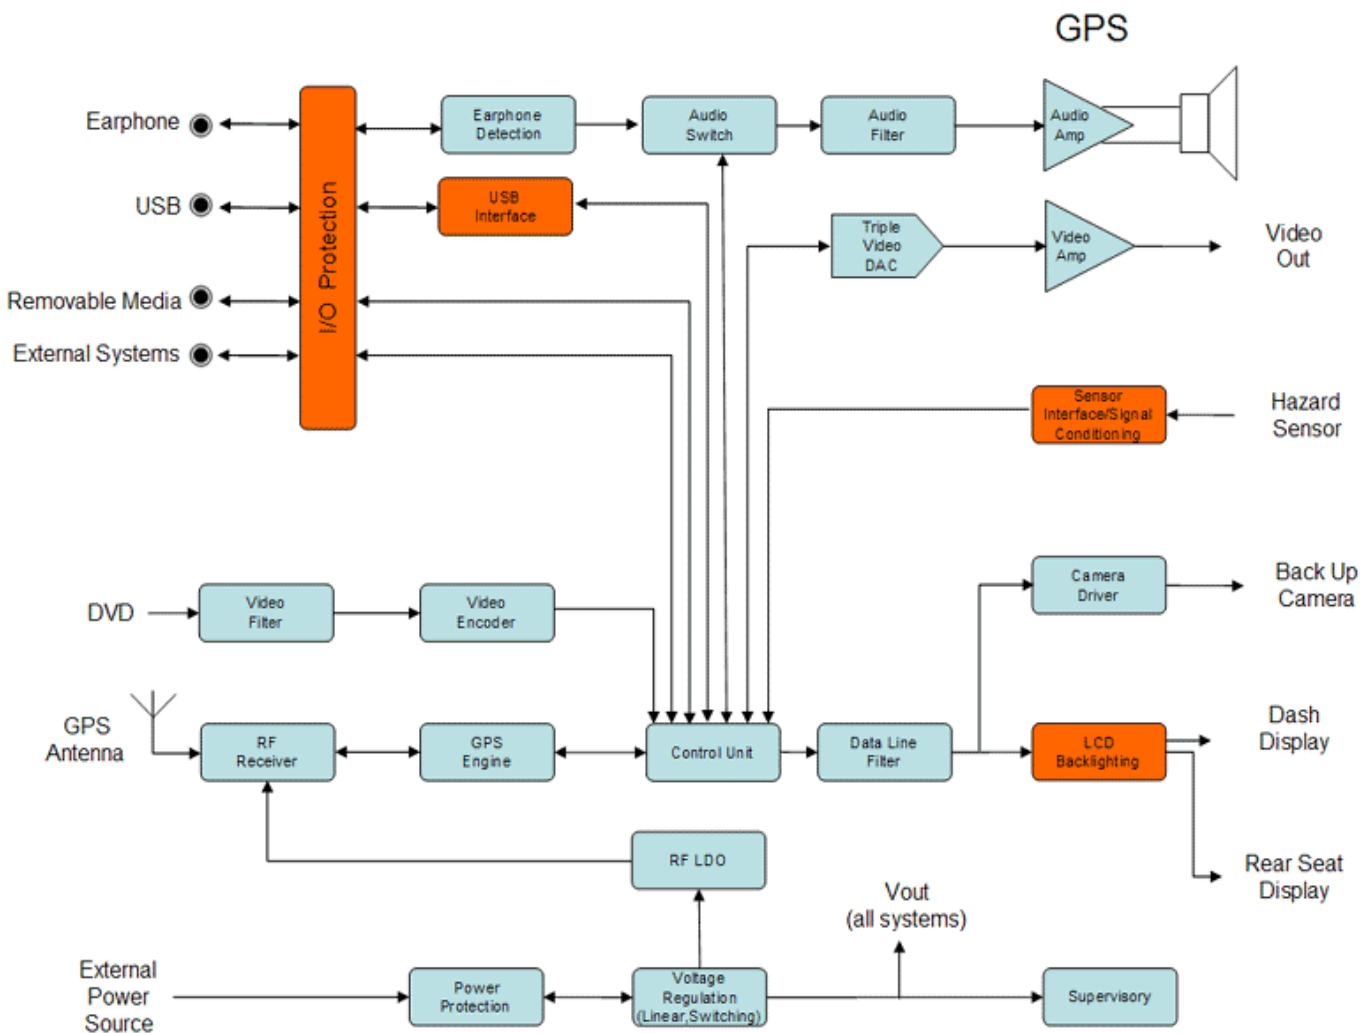 GPS
Earphone
Earphone
Detection
Audio
Switch
Audio
Filter
Audio
Amp
USB
USB
Interface
I/O Protection
Triple
Video
DAC
Video
Amp
Video
Out
Removable Media
External Systems
Sensor
Interface/Signal
Conditioning
Hazard
Sensor
DVD
Video
Filter
Video
Encoder
Camera
Driver
Back Up
Camera
GPS
Antenna
RF
Receiver
GPS
Engine
Control Unit
Data Line
Filter
LCD
Backlighting
Dash
Display
RF LDO
Rear Seat
Display
Vout
(all systems)
External
Power
Source
Power
Protection
Voltage
Regulation
(Linear,Switching)
Supervisory